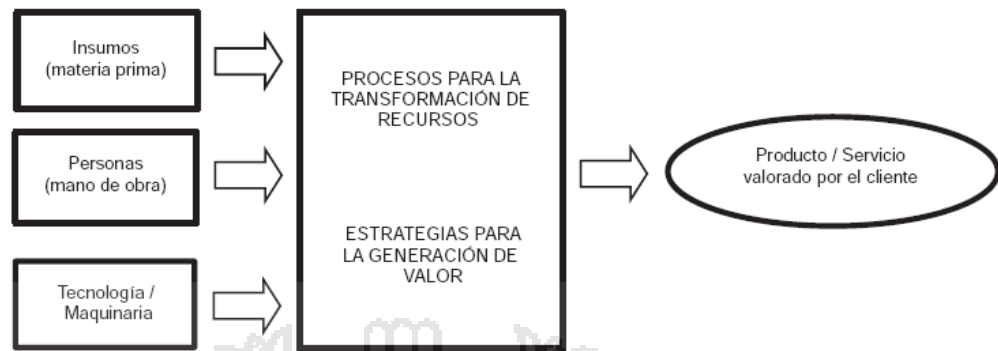 Insumos
(materia prima)
Personas
(mano de obra)
Tecnología /
Maquinaria
PROCESOS PARA LA
TRANSFORMACIÓN DE
RECURSOS
ESTRATEGIAS PARA
LA GENERACIÓN DE
VALOR
Producto / Servicio
valorado por el cliente